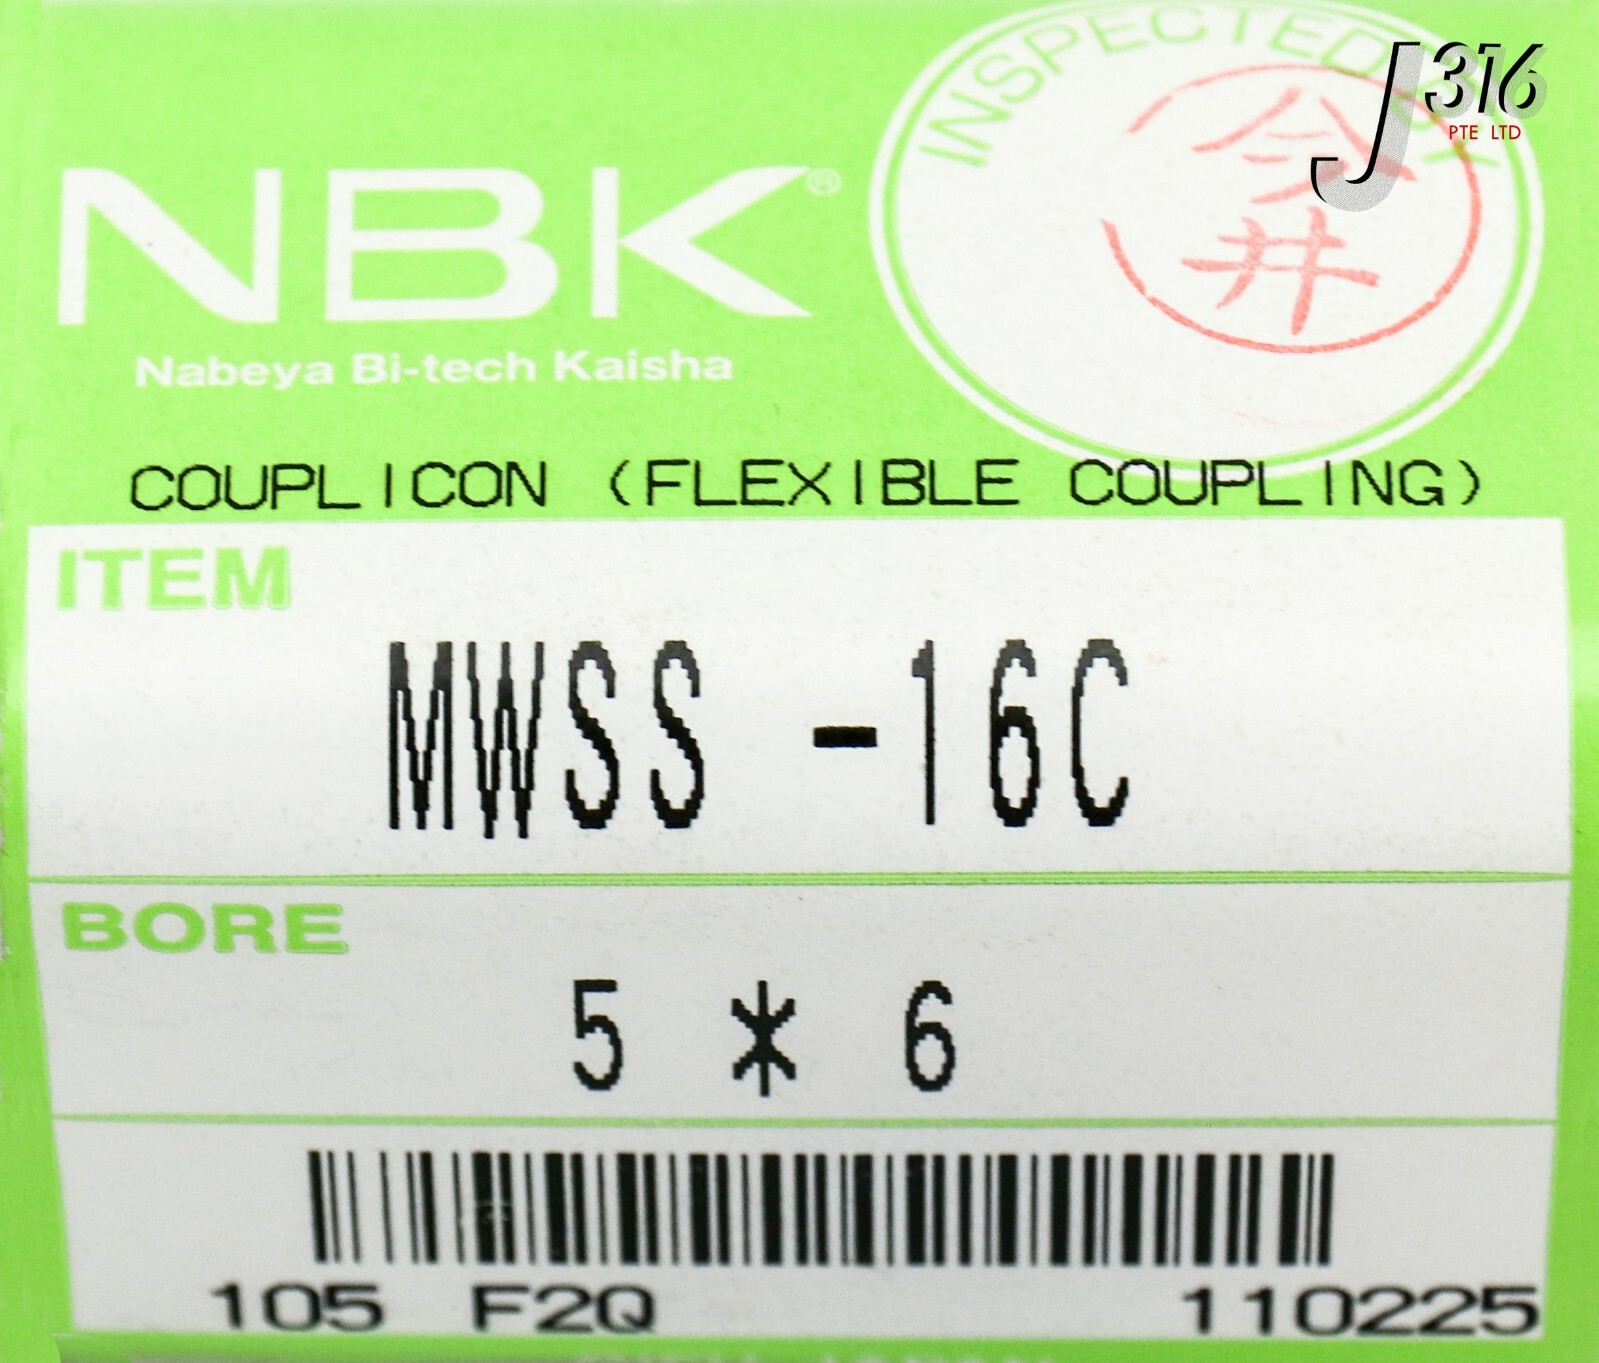 INSPECTED BY
J316
PTE LTD
今井
NBK®
Nabeya Bi-tech Kaisha
COUPLICON (FLEXIBLE COUPLING)
ITEM
MWSS -16C
BORE
5 * 6
105 F2Q 110225